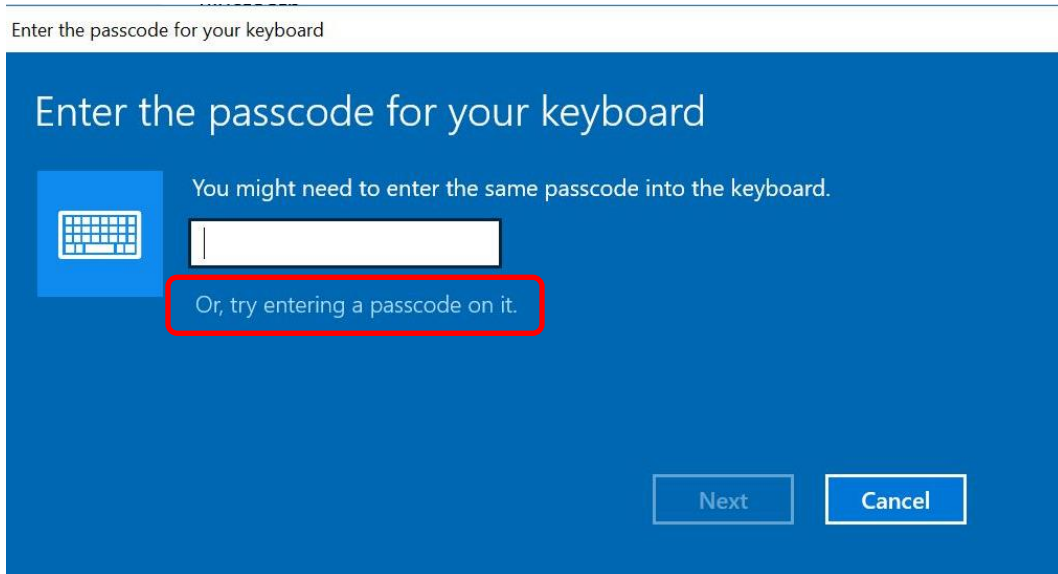 Enter the passcode for your keyboard
Enter the passcode for your keyboard
You might need to enter the same passcode into the keyboard.
Or, try entering a passcode on it.
Next
Cancel